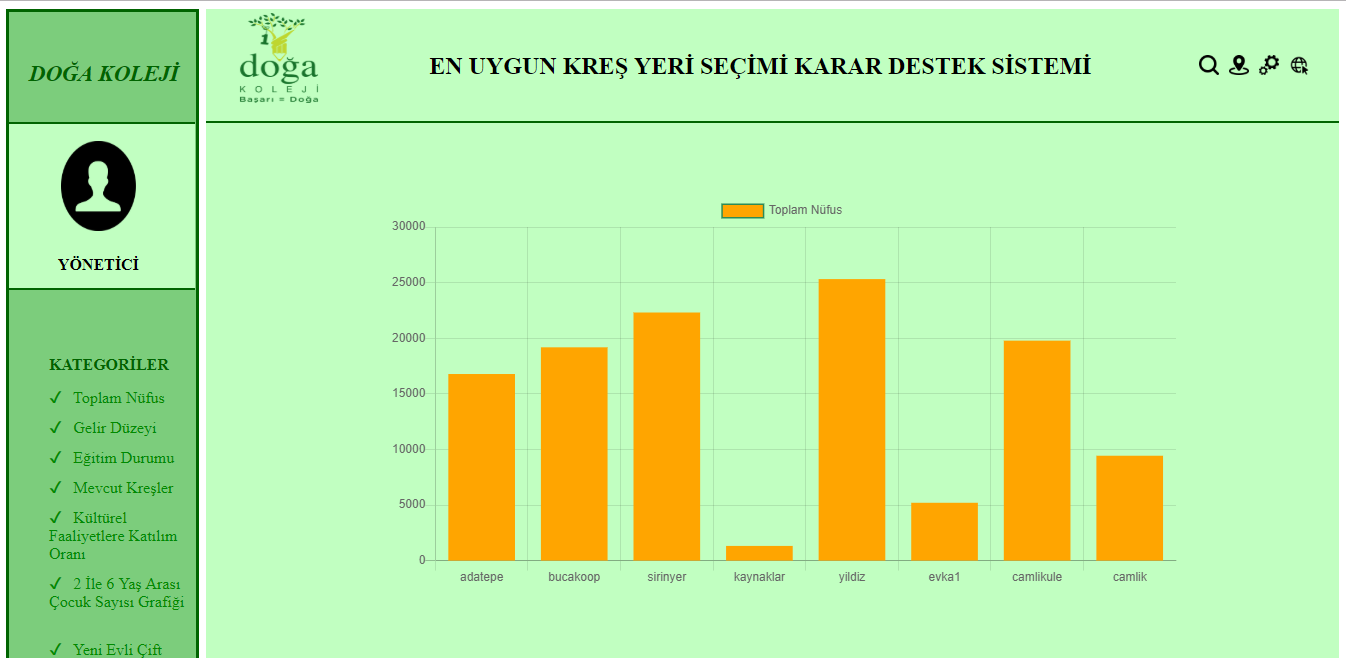 DOĞA KOLEJİ
YÖNETİCİ
KATEGORİLER
✓ Toplam Nüfus
✓ Gelir Düzeyi
✓ Eğitim Durumu
✓ Mevcut Kreşler
✓ Kültürel
Faaliyetlere Katılım
Oranı
✓ 2 İle 6 Yaş Arası
Çocuk Sayısı Grafiği
✓ Yeni Evli Çift
1
doğa
KOLEJİ
Başarı = Doğa
EN UYGUN KREŞ YERİ SEÇİMİ KARAR DESTEK SİSTEMİ
Toplam Nüfus
30000
25000
20000
15000
10000
5000
0
adatepe bucakoop sirinyer kaynaklar yildiz evka1 camlikule camlik